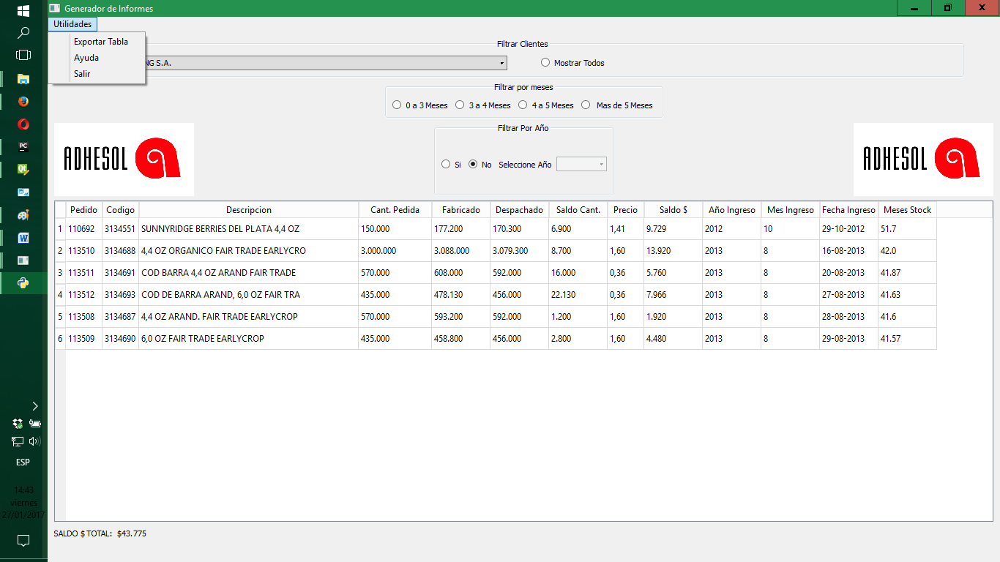 Generador de Informes
Utilidades
Exportar Tabla
Ayuda
Salir
Filtrar Clientes
NG S.A.
Mostrar Todos
Filtrar por meses
0 a 3 Meses 3 a 4 Meses 4 a 5 Meses Mas de 5 Meses
Filtrar Por Año
Si No Seleccione Año
ADHESOL
ADHESOL
Pedido Codigo Descripcion Cant. Pedida Fabricado Despachado Saldo Cant. Precio Saldo $ Año Ingreso Mes Ingreso Fecha Ingreso Meses Stock
1 110692 3134551 SUNNYRIDGE BERRIES DEL PLATA 4,4 OZ 150.000 177.200 170.300 6.900 1,41 9.729 2012 10 29-10-2012 51.7
2 113510 3134688 4,4 OZ ORGANICO FAIR TRADE EARLYCRO 3.000.000 3.088.000 3.079.300 8.700 1,60 13.920 2013 8 16-08-2013 42.0
3 113511 3134691 COD BARRA 4,4 OZ ARAND FAIR TRADE 570.000 608.000 592.000 16.000 0,36 5.760 2013 8 20-08-2013 41.87
4 113512 3134693 COD DE BARRA ARAND, 6,0 OZ FAIR TRA 435.000 478.130 456.000 22.130 0,36 7.966 2013 8 27-08-2013 41.63
5 113508 3134687 4,4 OZ ARAND. FAIR TRADE EARLYCROP 570.000 593.200 592.000 1.200 1,60 1.920 2013 8 28-08-2013 41.6
6 113509 3134690 6,0 OZ FAIR TRADE EARLYCROP 435.000 458.800 456.000 2.800 1,60 4.480 2013 8 29-08-2013 41.57
SALDO $ TOTAL: $43.775
PC
Qt
W
ESP
14:43
viernes
27/01/2017